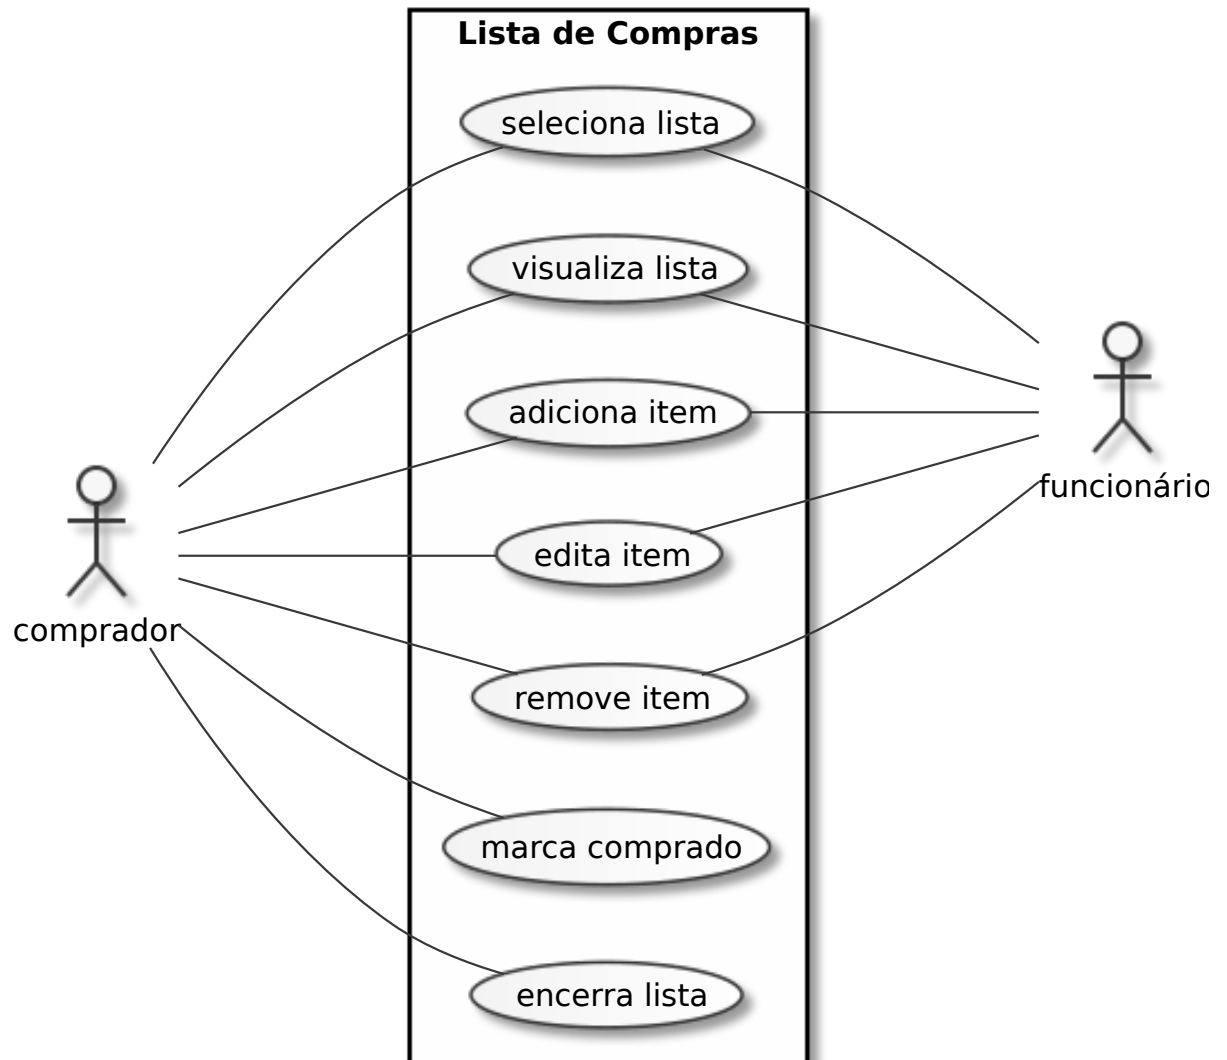 Lista de Compras
seleciona lista
visualiza lista
adiciona item
edita item
remove item
marca comprado
encerra lista
comprador
funcionário